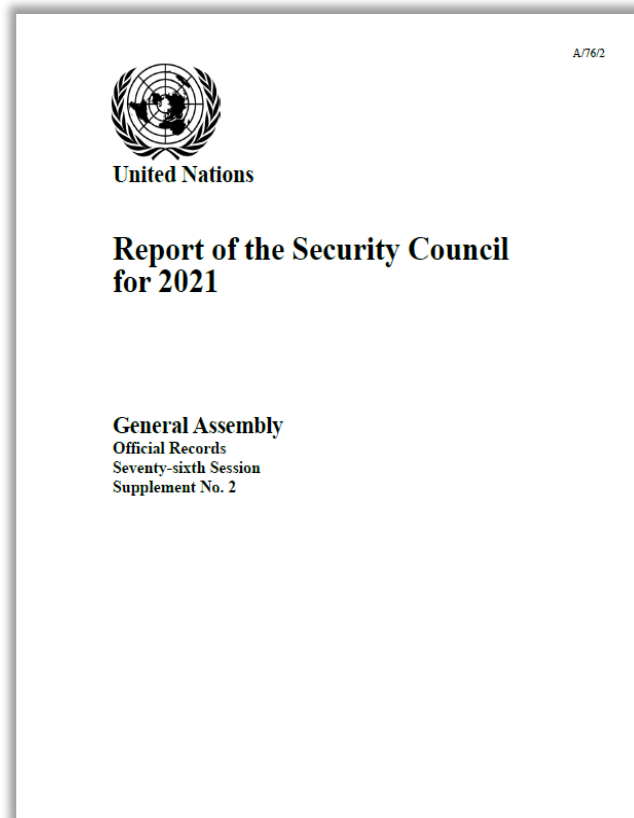 A/76/2
United Nations
Report of the Security Council
for 2021
General Assembly
Official Records
Seventy-sixth Session
Supplement No. 2